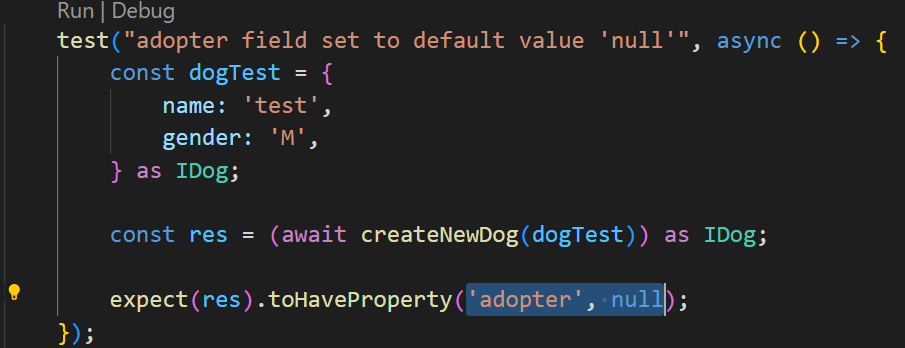 Run | Debug
test("adopter field set to default value 'null'", async () => {
const dogTest = {
name: 'test',
gender: 'M',
} as IDog;
const res = (await createNewDog(dogTest)) as IDog;
expect(res).toHaveProperty('adopter', null);
});